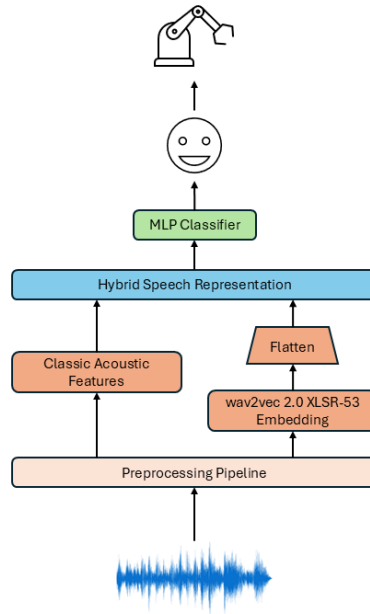 MLP Classifier
Hybrid Speech Representation
Flatten
Classic Acoustic
Features
wav2vec 2.0 XLSR-53
Embedding
Preprocessing Pipeline